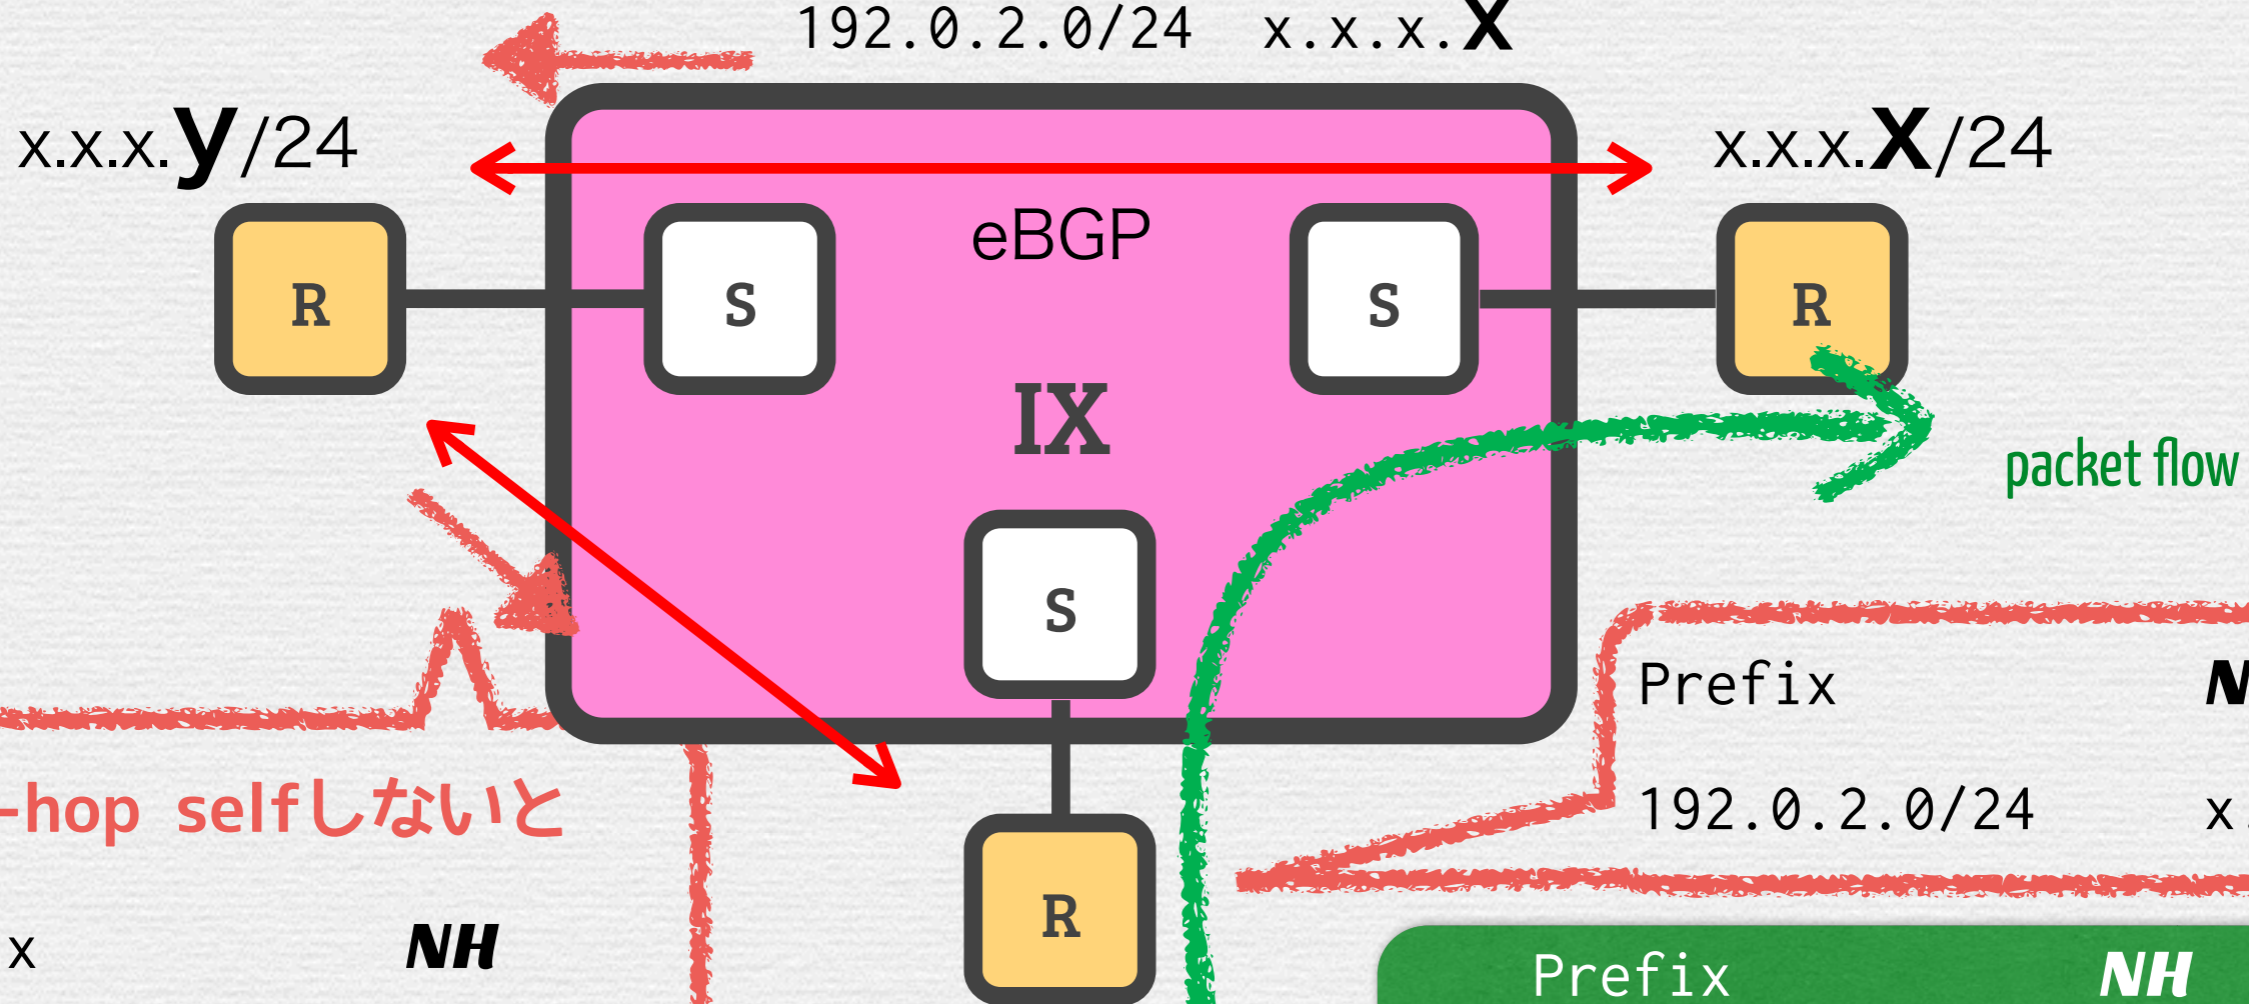 192.0.2.0/24 x.x.x.X
x.x.x.y/24
x.x.x.X/24
eBGP
R
S
S
R
IX
packet flow
S
Prefix
192.0.2.0/24
-hop selfしないと
R
x NH
Prefix NH